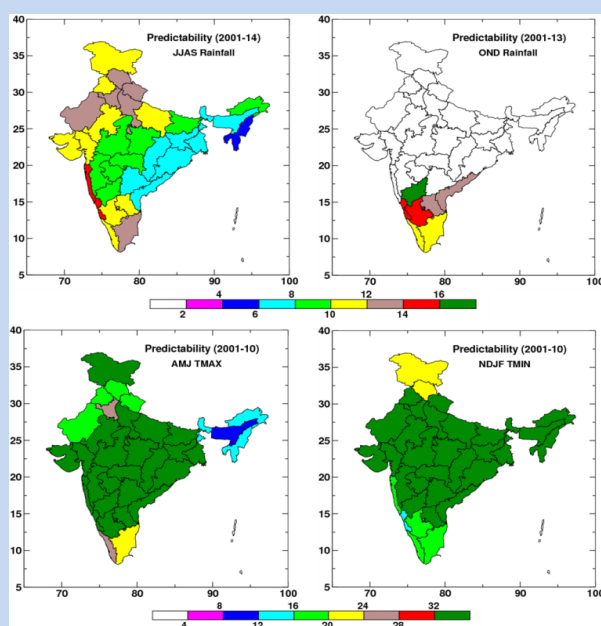 Predictability (2001-14)
JJAS Rainfall
40
35
30
25
20
15
10
5
70 80 90 100
Predictability (2001-13)
OND Rainfall
40
35
30
25
20
15
10
5
70 80 90 100
4 8 12 16
2 6 10 14
Predictability (2001-10)
AMJ TMAX
40
35
30
25
20
15
10
5
70 80 90 100
Predictability (2001-10)
NDJF TMIN
40
35
30
25
20
15
10
5
70 80 90 100
8 16 24 32
4 12 20 28